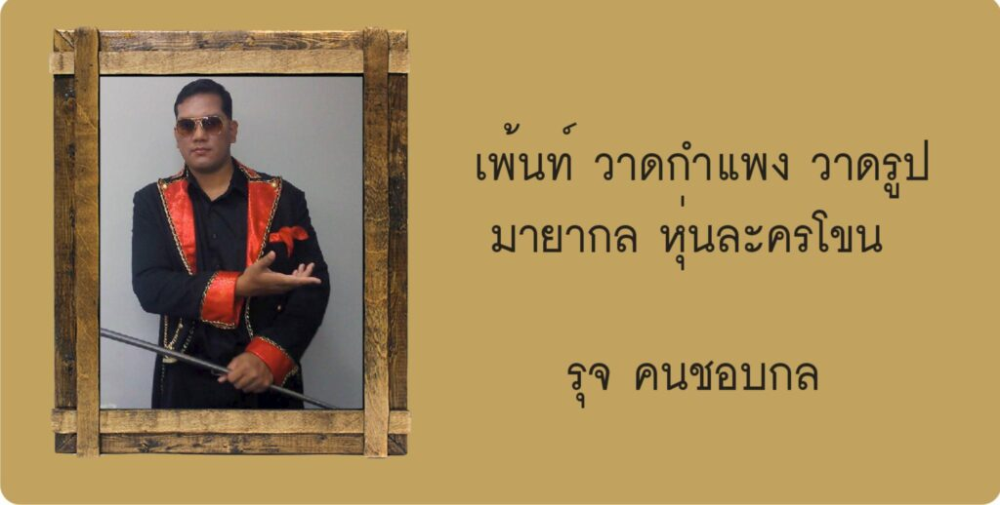 เพ้นท์ วาดกำแพง วาดรูป
มายากล หุ่นละครโขน
รุจ คนชอบกล